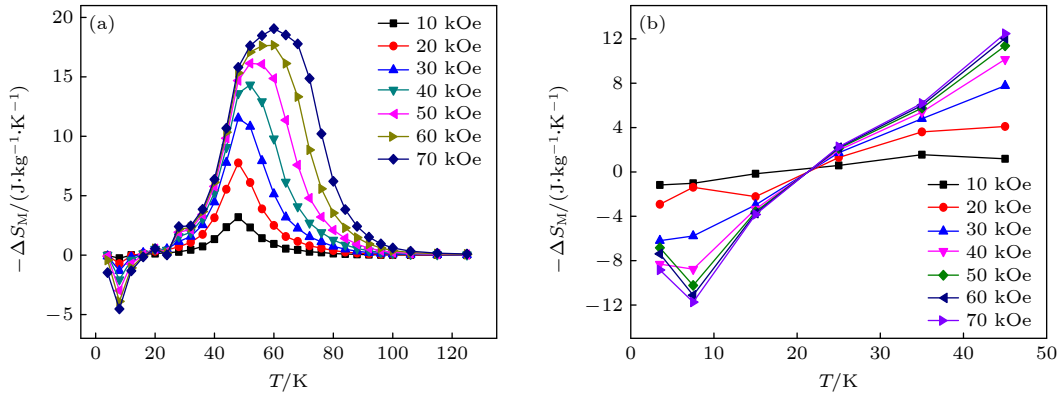 (a)
10 kOe
20 kOe
30 kOe
40 kOe
50 kOe
60 kOe
70 kOe
20
15
10
5
0
−5
−ΔS_M/(J·kg⁻¹·K⁻¹)
0 20 40 60 80 100 120
T/K
(b)
10 kOe
20 kOe
30 kOe
40 kOe
50 kOe
60 kOe
70 kOe
12
8
4
0
−4
−8
−12
−ΔS_M/(J·kg⁻¹·K⁻¹)
0 10 20 30 40 50
T/K